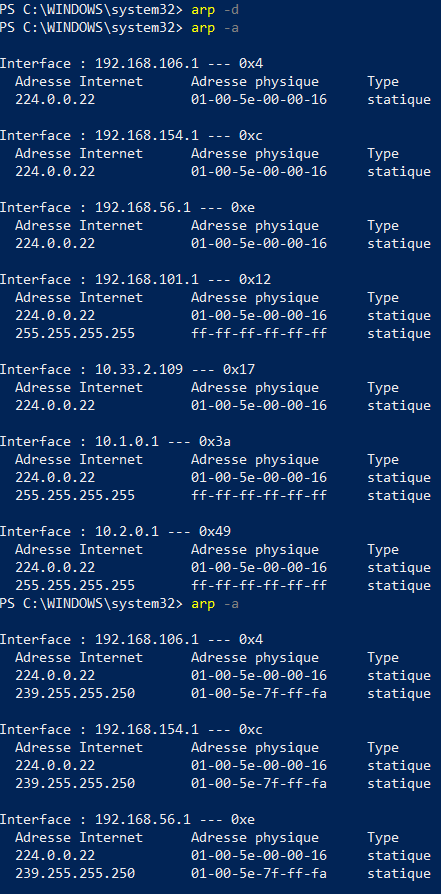 PS C:\WINDOWS\system32> arp -d
PS C:\WINDOWS\system32> arp -a
Interface : 192.168.106.1 --- 0x4
Adresse Internet Adresse physique Type
224.0.0.22 01-00-5e-00-00-16 statique
Interface : 192.168.154.1 --- 0xc
Adresse Internet Adresse physique Type
224.0.0.22 01-00-5e-00-00-16 statique
Interface : 192.168.56.1 --- 0xe
Adresse Internet Adresse physique Type
224.0.0.22 01-00-5e-00-00-16 statique
Interface : 192.168.101.1 --- 0x12
Adresse Internet Adresse physique Type
224.0.0.22 01-00-5e-00-00-16 statique
255.255.255.255 ff-ff-ff-ff-ff-ff statique
Interface : 10.33.2.109 --- 0x17
Adresse Internet Adresse physique Type
224.0.0.22 01-00-5e-00-00-16 statique
Interface : 10.1.0.1 --- 0x3a
Adresse Internet Adresse physique Type
224.0.0.22 01-00-5e-00-00-16 statique
255.255.255.255 ff-ff-ff-ff-ff-ff statique
Interface : 10.2.0.1 --- 0x49
Adresse Internet Adresse physique Type
224.0.0.22 01-00-5e-00-00-16 statique
255.255.255.255 ff-ff-ff-ff-ff-ff statique
PS C:\WINDOWS\system32> arp -a
Interface : 192.168.106.1 --- 0x4
Adresse Internet Adresse physique Type
224.0.0.22 01-00-5e-00-00-16 statique
239.255.255.250 01-00-5e-7f-ff-fa statique
Interface : 192.168.154.1 --- 0xc
Adresse Internet Adresse physique Type
224.0.0.22 01-00-5e-00-00-16 statique
239.255.255.250 01-00-5e-7f-ff-fa statique
Interface : 192.168.56.1 --- 0xe
Adresse Internet Adresse physique Type
224.0.0.22 01-00-5e-00-00-16 statique
239.255.255.250 01-00-5e-7f-ff-fa statique